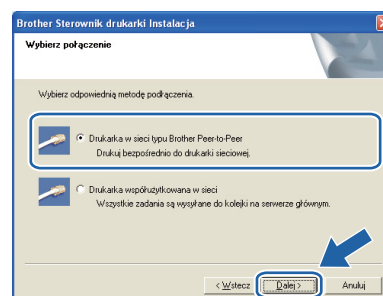 Brother Sterownik drukarki Instalacja
Wybierz połączenie
Wybierz odpowiednią metodę podłączenia.
Drukarka w sieci typu Brother Peer-to-Peer
Drukuj bezpośrednio do drukarki sieciowej.
Drukarka współużytkowana w sieci
Wszystkie zadania są wysyłane do kolejki na serwerze głównym.
< Wstecz Dalej > Anuluj